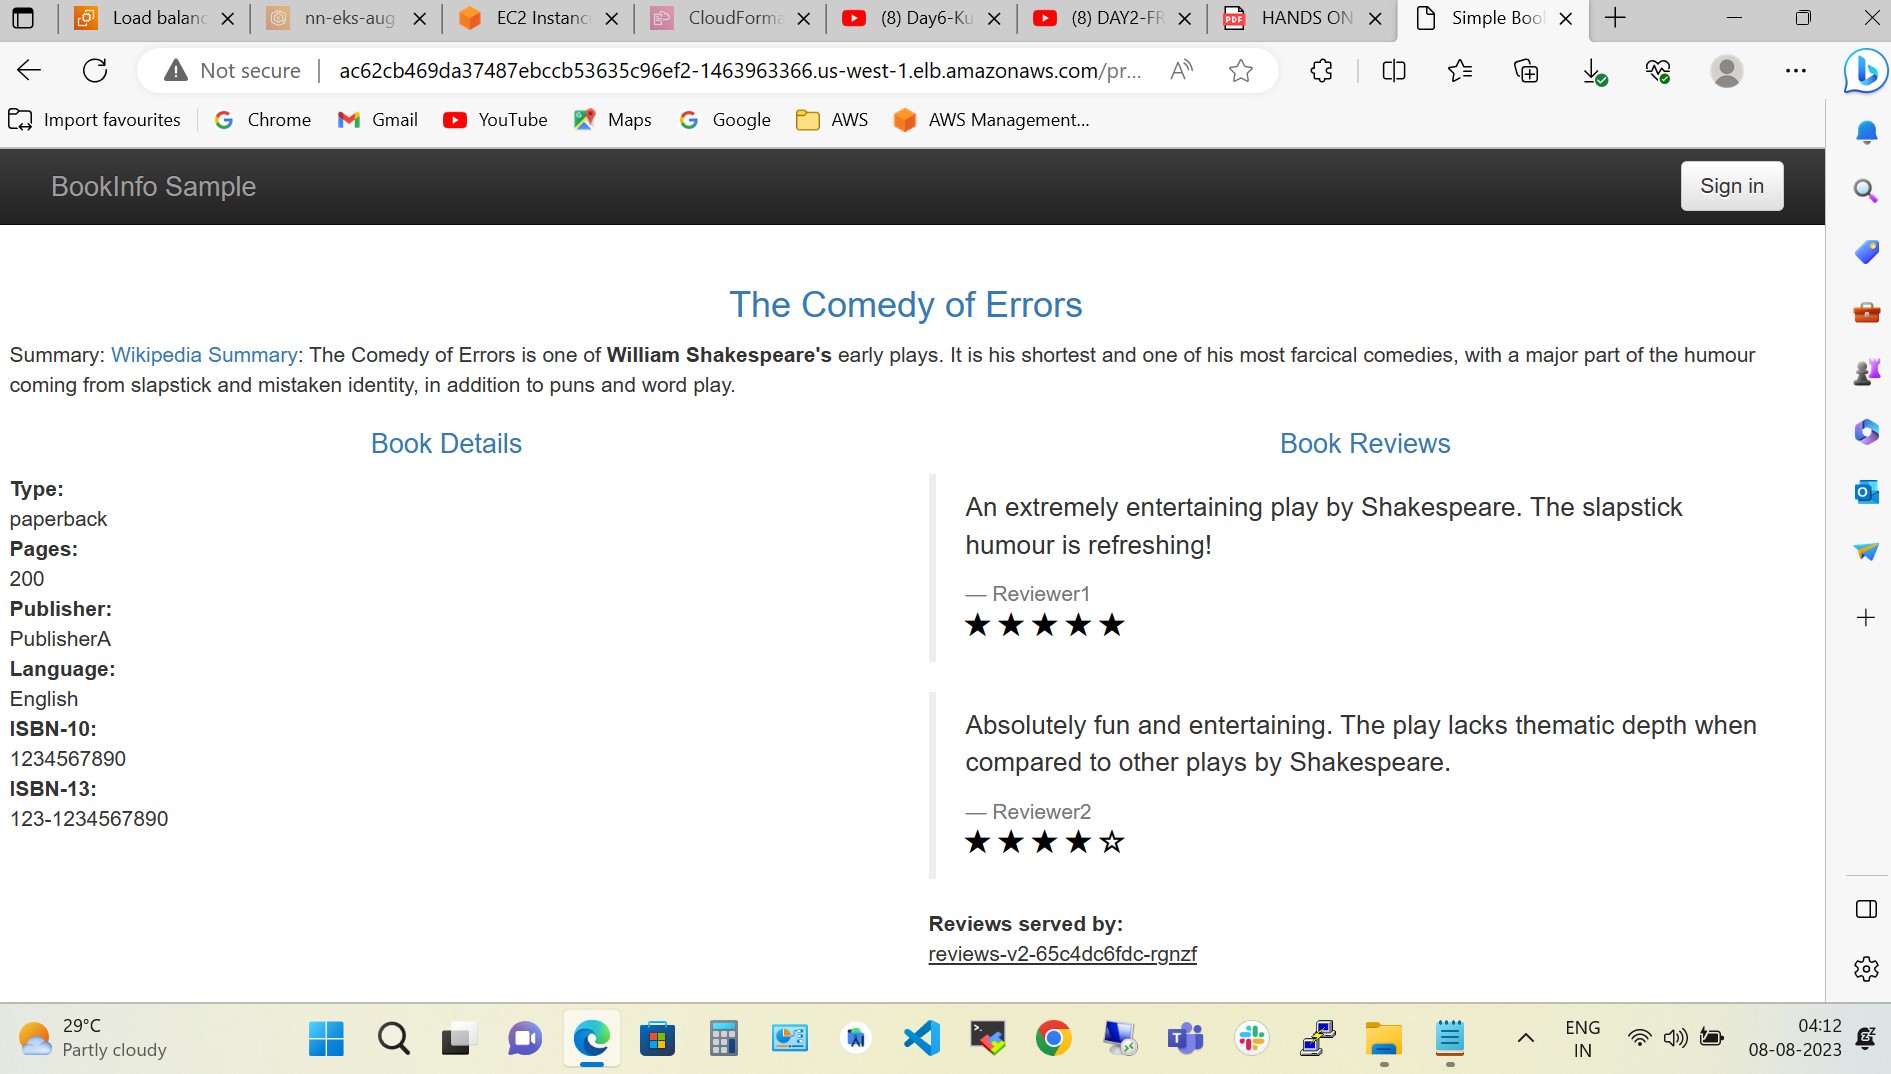 Load balanc
nn-eks-aug
EC2 Instanc
CloudForma
(8) Day6-Ku
(8) DAY2-FR
HANDS ON
Simple Bool
Not secure
ac62cb469da37487ebccb53635c96ef2-1463963366.us-west-1.elb.amazonaws.com/pr...
Import favourites
Chrome
Gmail
YouTube
Maps
Google
AWS
AWS Management...
BookInfo Sample
Sign in
The Comedy of Errors
Summary: Wikipedia Summary: The Comedy of Errors is one of William Shakespeare's early plays. It is his shortest and one of his most farcical comedies, with a major part of the humour
coming from slapstick and mistaken identity, in addition to puns and word play.
Book Details
Type:
paperback
Pages:
200
Publisher:
PublisherA
Language:
English
ISBN-10:
1234567890
ISBN-13:
123-1234567890
Book Reviews
An extremely entertaining play by Shakespeare. The slapstick
humour is refreshing!
— Reviewer1
★★★★★
Absolutely fun and entertaining. The play lacks thematic depth when
compared to other plays by Shakespeare.
— Reviewer2
★★★★☆
Reviews served by:
reviews-v2-65c4dc6fdc-rgnzf
29°C
Partly cloudy
ENG
IN
04:12
08-08-2023